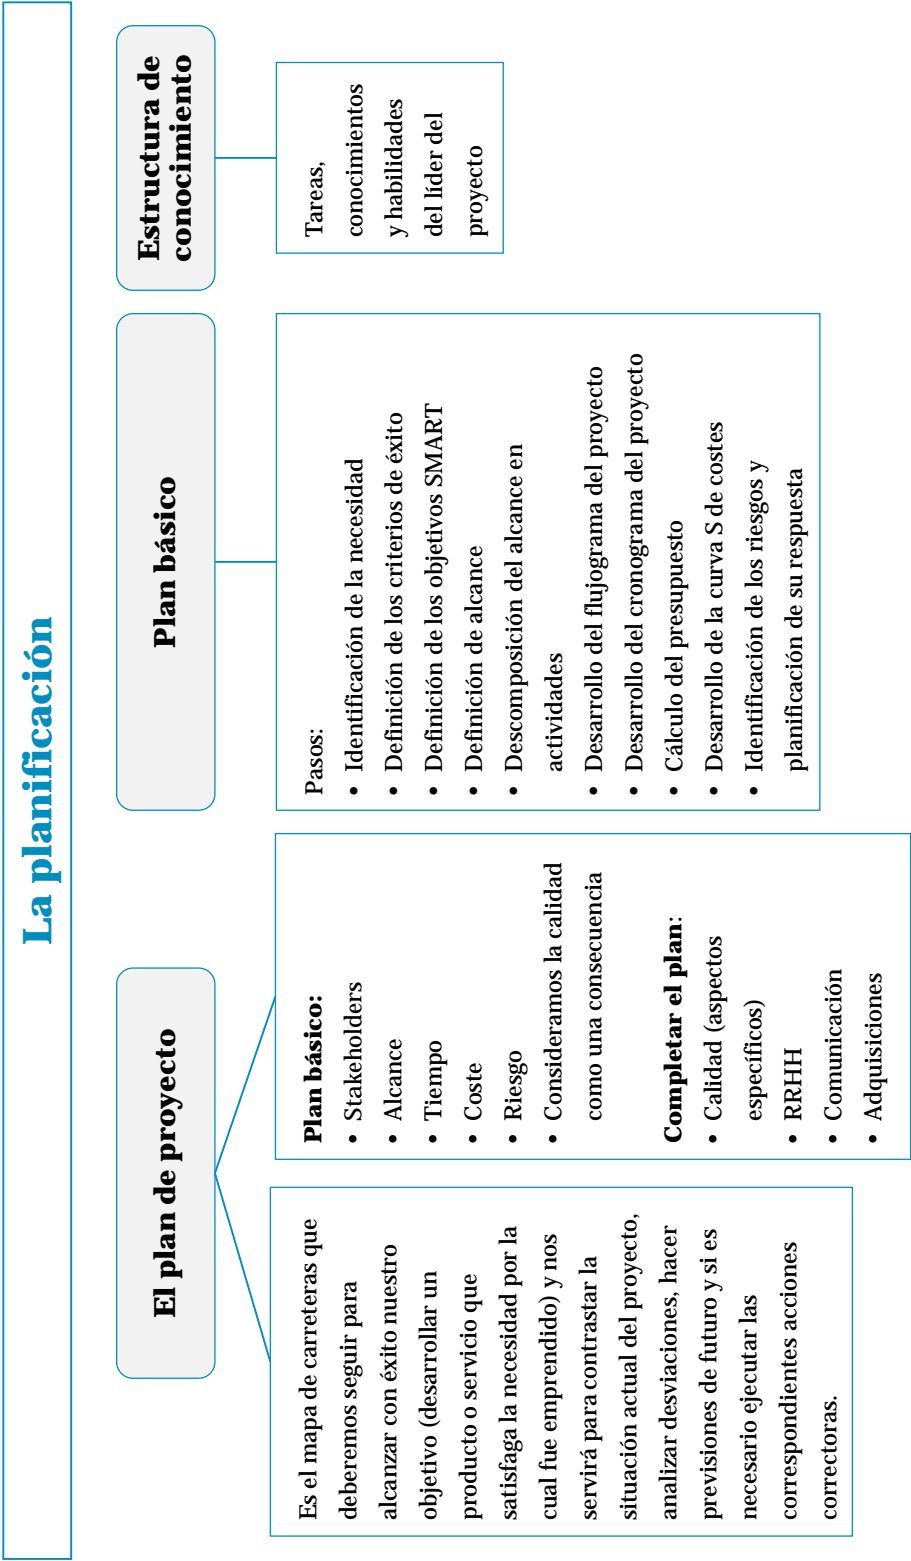 La planificación
El plan de proyecto
Es el mapa de carreteras que
deberemos seguir para
alcanzar con éxito nuestro
objetivo (desarrollar un
producto o servicio que
satisfaga la necesidad por la
cual fue emprendido) y nos
servirá para contrastar la
situación actual del proyecto,
analizar desviaciones, hacer
previsiones de futuro y si es
necesario ejecutar las
correspondientes acciones
correctoras.
Plan básico:
• Stakeholders
• Alcance
• Tiempo
• Coste
• Riesgo
• Consideramos la calidad
como una consecuencia
Completar el plan:
• Calidad (aspectos
específicos)
• RRHH
• Comunicación
• Adquisiciones
Plan básico
Pasos:
• Identificación de la necesidad
• Definición de los criterios de éxito
• Definición de los objetivos SMART
• Definición de alcance
• Descomposición del alcance en
actividades
• Desarrollo del flujograma del proyecto
• Desarrollo del cronograma del proyecto
• Cálculo del presupuesto
• Desarrollo de la curva S de costes
• Identificación de los riesgos y
planificación de su respuesta
Estructura de
conocimiento
Tareas,
conocimientos
y habilidades
del líder del
proyecto